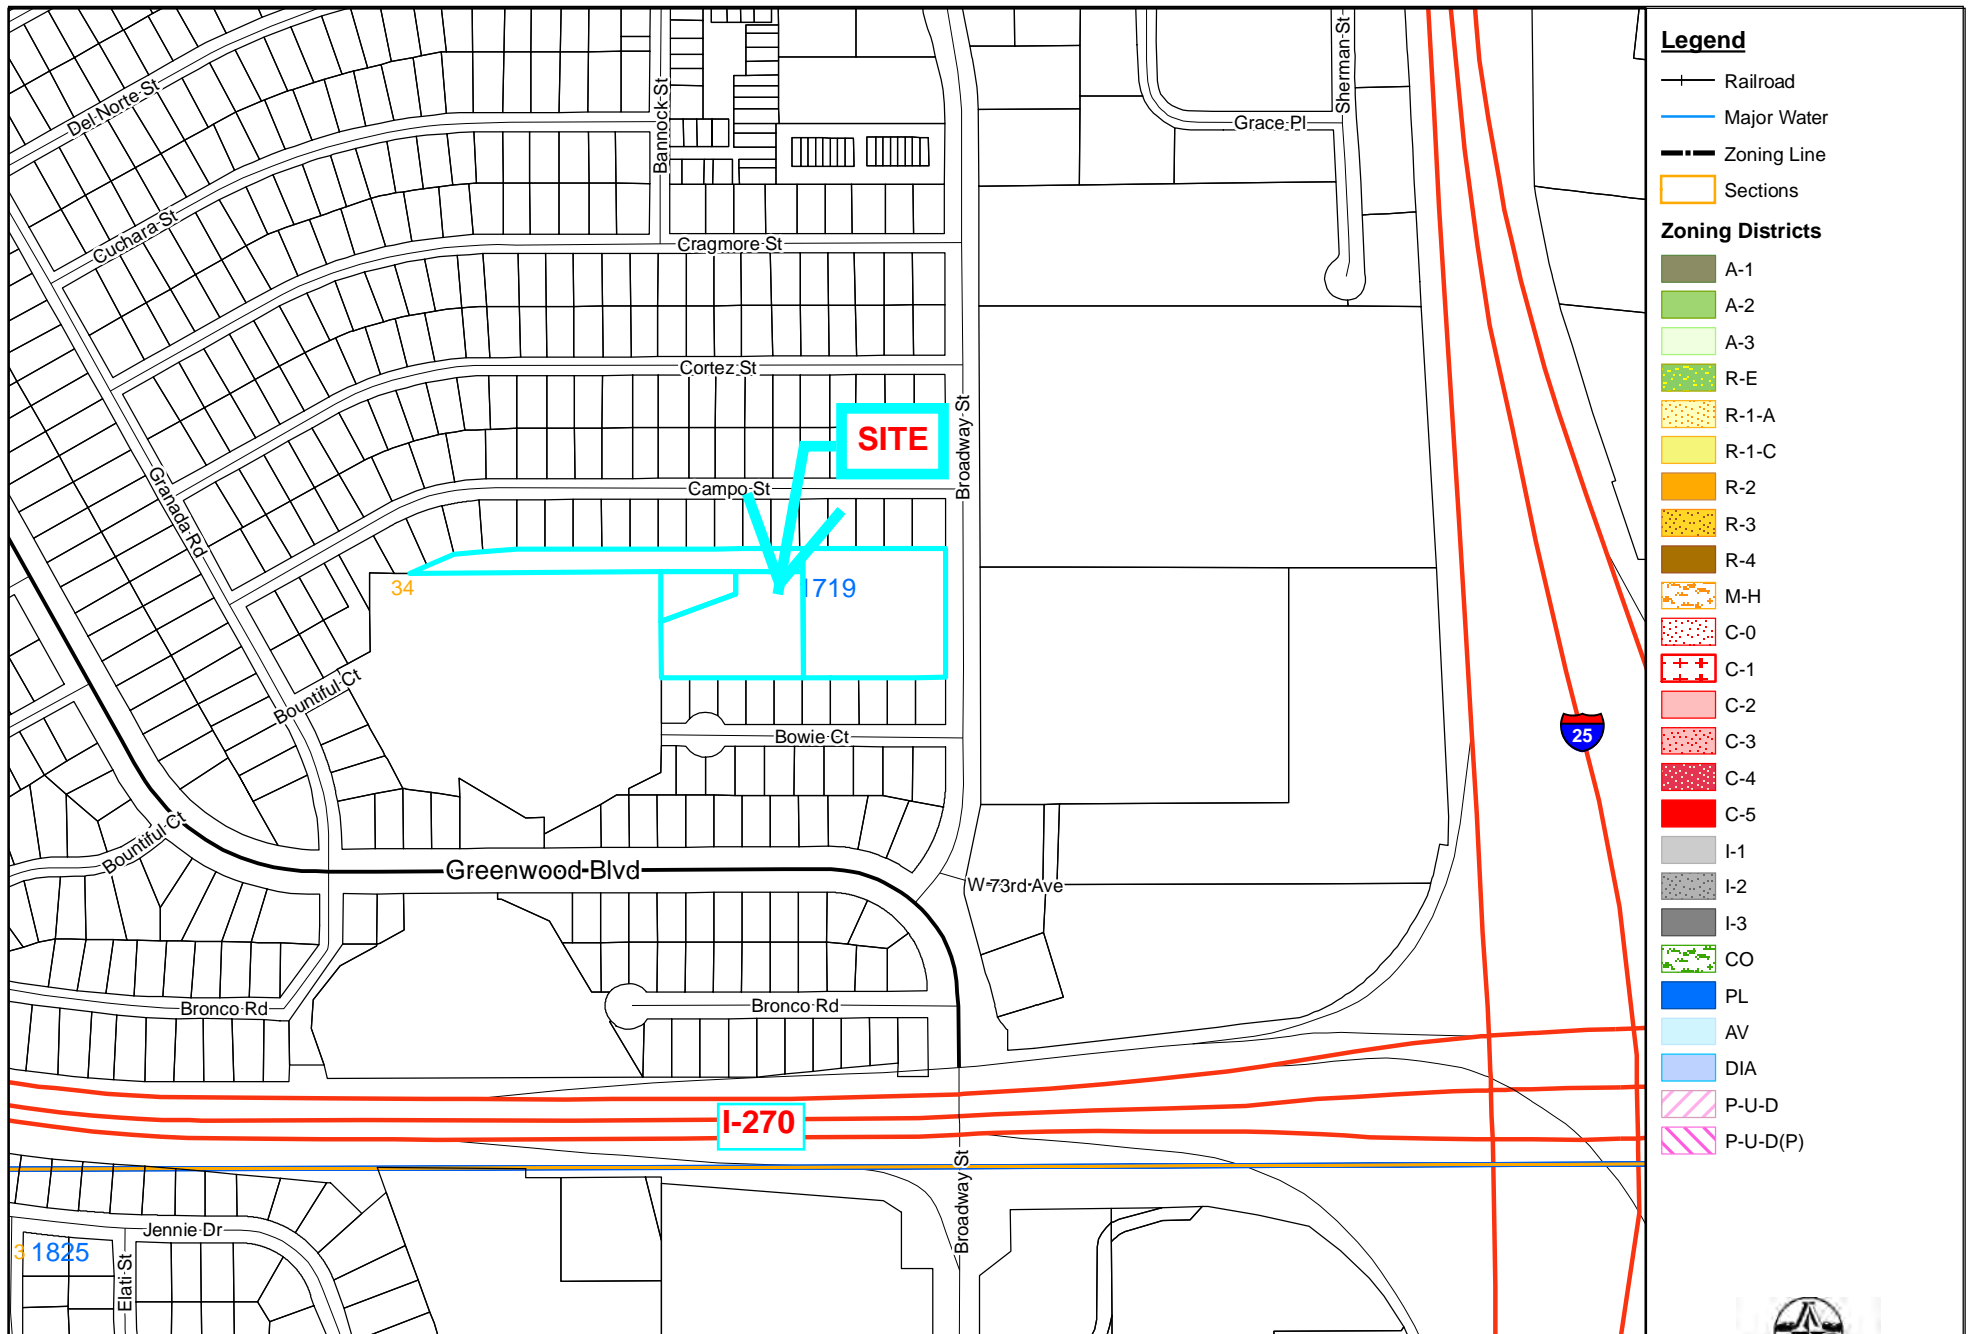 Del Norte St
Cuchara St
Bannock St
Sherman St
Grace Pl
Cragmore St
Cortez St
SITE
Broadway St
Campo St
Granada Rd
34
1719
Bountiful Ct
Bowie Ct
25
Bountiful Ct
Greenwood Blvd
W 73rd Ave
Bronco Rd
Bronco Rd
I-270
Broadway St
Jennie Dr
3 1825
Elati St
Legend
Railroad
Major Water
Zoning Line
Sections
Zoning Districts
A-1
A-2
A-3
R-E
R-1-A
R-1-C
R-2
R-3
R-4
M-H
C-0
C-1
C-2
C-3
C-4
C-5
I-1
I-2
I-3
CO
PL
AV
DIA
P-U-D
P-U-D(P)